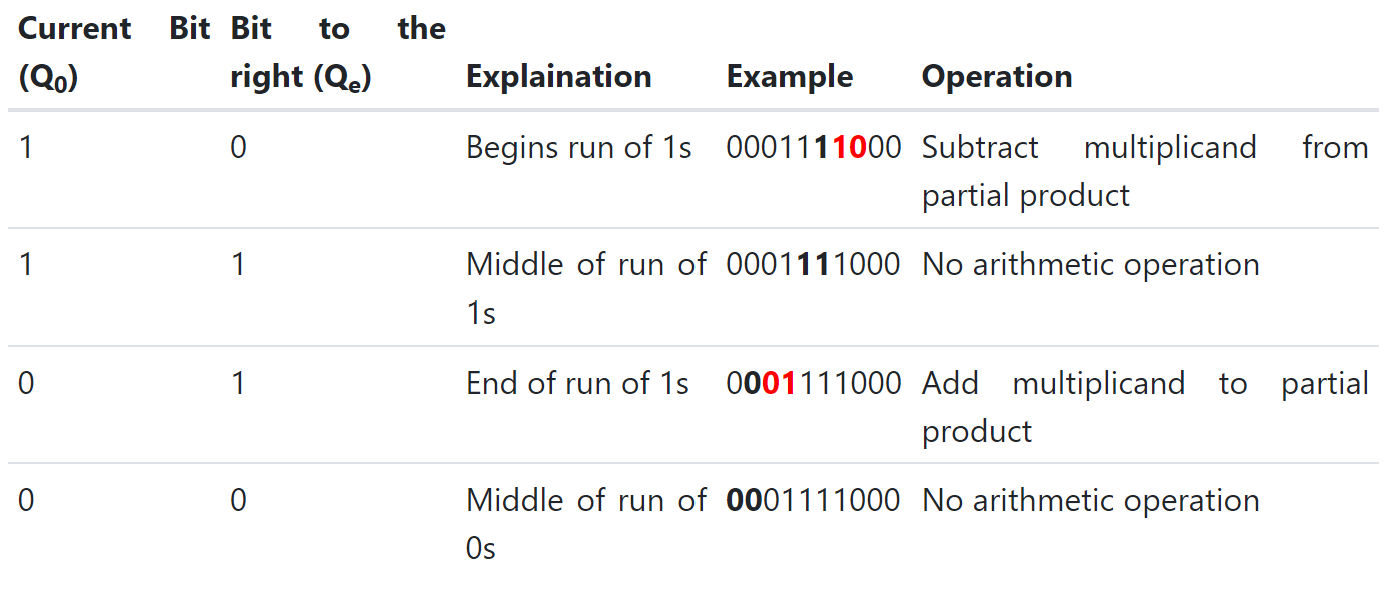 Current Bit Bit to the
(Q0) right (Qe) Explaination Example Operation
1 0 Begins run of 1s 0001111000 Subtract multiplicand from
partial product
1 1 Middle of run of 0001111000 No arithmetic operation
1s
0 1 End of run of 1s 0001111000 Add multiplicand to partial
product
0 0 Middle of run of 0001111000 No arithmetic operation
0s